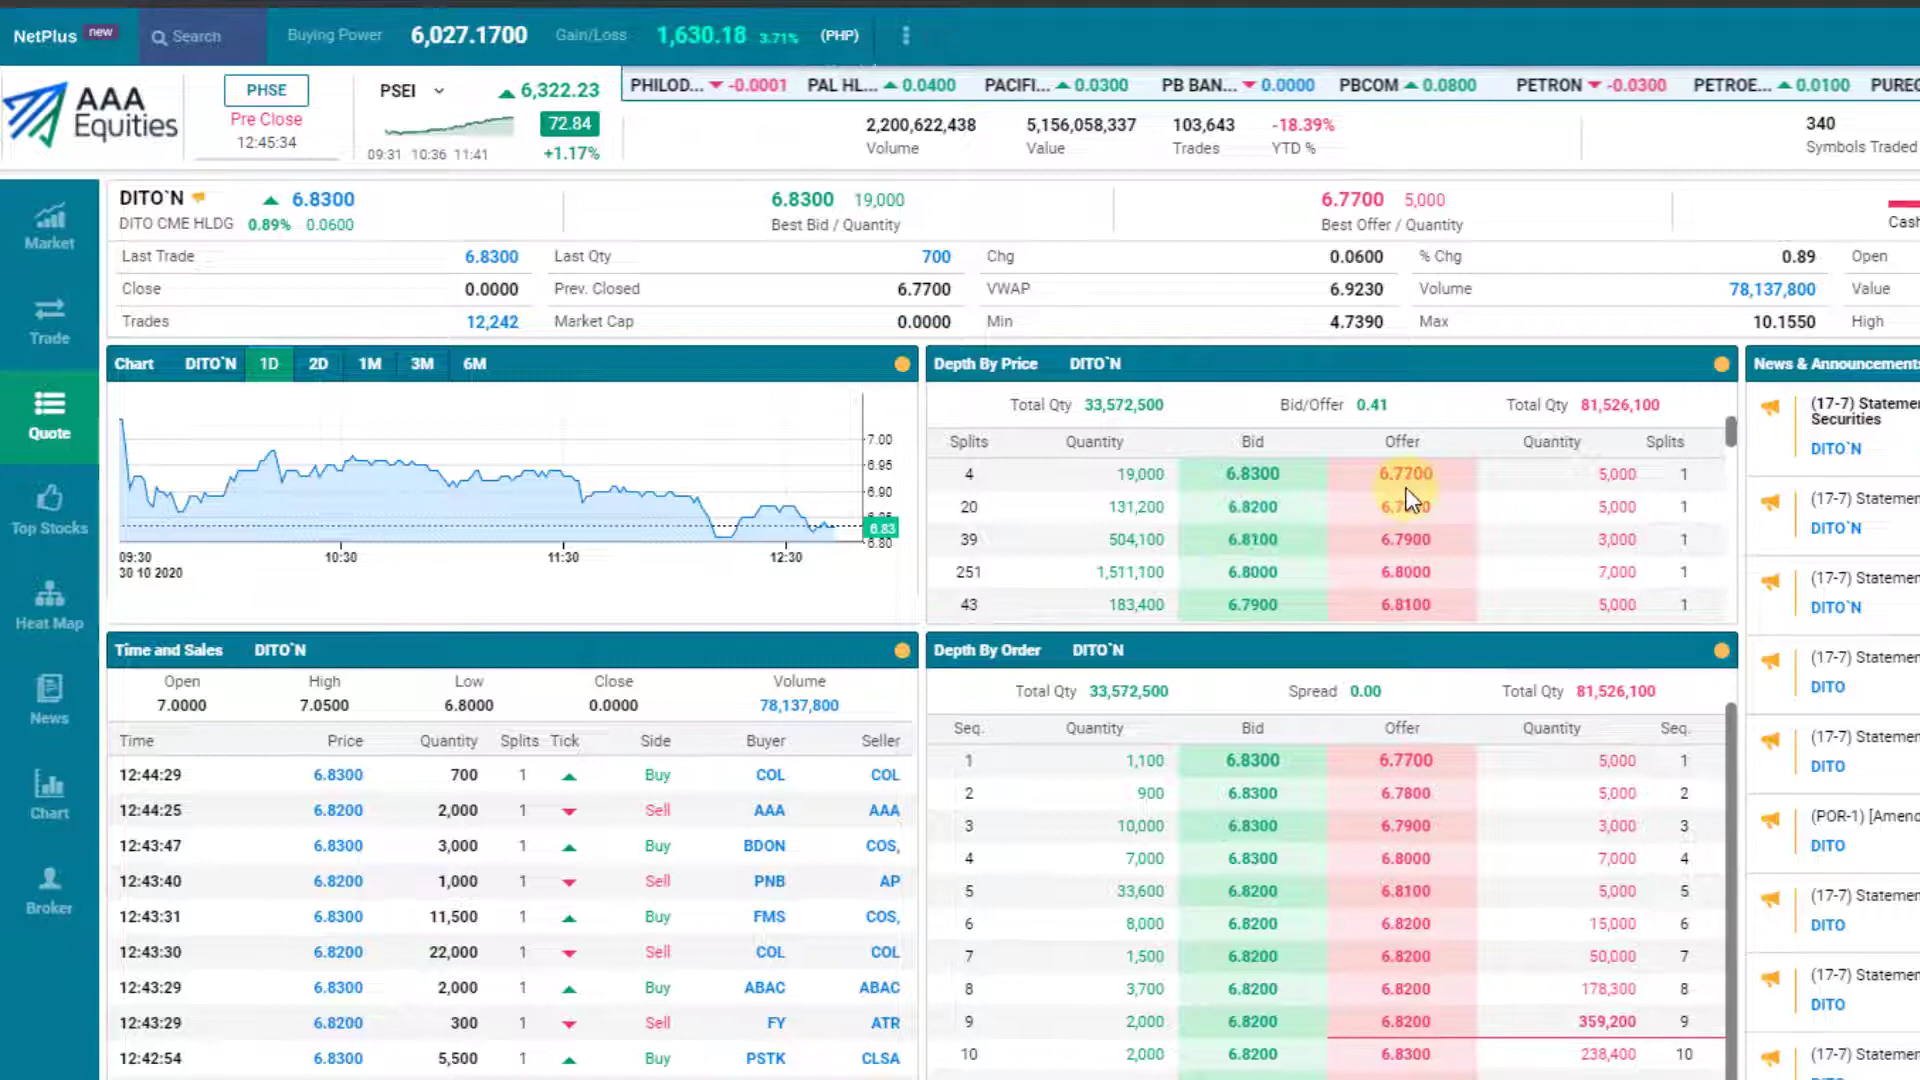 NetPlus new Search Buying Power 6,027.1700 Gain/Loss 1,630.18 3.71% (PHP)
PHILOD... -0.0001 PAL HL... 0.0400 PACIFI... 0.0300 PB BAN... 0.0000 PBCOM 0.0800 PETRON -0.0300 PETROE... 0.0100
AAA Equities
PHSE
Pre Close
12:45:34
PSEI 6,322.23
72.84
+1.17%
09:31 10:36 11:41
2,200,622,438 5,156,058,337 103,643 -18.39% 340
Volume Value Trades YTD % Symbols Traded
Market
Trade
Quote
Top Stocks
Heat Map
News
Chart
Broker
DITO`N 6.8300 6.8300 19,000 6.7700 5,000
DITO CME HLDG 0.89% 0.0600 Best Bid / Quantity Best Offer / Quantity
Last Trade 6.8300 Last Qty 700 Chg 0.0600 % Chg 0.89 Open
Close 0.0000 Prev. Closed 6.7700 VWAP 6.9230 Volume 78,137,800 Value
Trades 12,242 Market Cap 0.0000 Min 4.7390 Max 10.1550 High
Chart DITO`N 1D 2D 1M 3M 6M
7.00
6.95
6.90
6.83
6.80
09:30 10:30 11:30 12:30
30 10 2020
Depth By Price DITO`N
Total Qty 33,572,500 Bid/Offer 0.41 Total Qty 81,526,100
Splits Quantity Bid Offer Quantity Splits
4 19,000 6.8300 6.7700 5,000 1
20 131,200 6.8200 5,000 1
39 504,100 6.8100 6.7900 3,000 1
251 1,511,100 6.8000 6.8000 7,000 1
43 183,400 6.7900 6.8100 5,000 1
Time and Sales DITO`N
Open High Low Close Volume
7.0000 7.0500 6.8000 0.0000 78,137,800
Time Price Quantity Splits Tick Side Buyer Seller
12:44:29 6.8300 700 1 Buy COL COL
12:44:25 6.8200 2,000 1 Sell AAA AAA
12:43:47 6.8300 3,000 1 Buy BDON COS,
12:43:40 6.8200 1,000 1 Sell PNB AP
12:43:31 6.8300 11,500 1 Buy FMS COS,
12:43:30 6.8200 22,000 1 Sell COL COL
12:43:29 6.8300 2,000 1 Buy ABAC ABAC
12:43:29 6.8200 300 1 Sell FY ATR
12:42:54 6.8300 5,500 1 Buy PSTK CLSA
Depth By Order DITO`N
Total Qty 33,572,500 Spread 0.00 Total Qty 81,526,100
Seq. Quantity Bid Offer Quantity Seq.
1 1,100 6.8300 6.7700 5,000 1
2 900 6.8300 6.7800 5,000 2
3 10,000 6.8300 6.7900 3,000 3
4 7,000 6.8300 6.8000 7,000 4
5 33,600 6.8200 6.8100 5,000 5
6 8,000 6.8200 6.8200 15,000 6
7 1,500 6.8200 6.8200 50,000 7
8 3,700 6.8200 6.8200 178,300 8
9 2,000 6.8200 6.8200 359,200 9
10 2,000 6.8200 6.8300 238,400 10
News & Announcements
(17-7)
Securities
DITO`N
(17-7)
DITO`N
(17-7)
DITO`N
(17-7)
DITO
(17-7)
DITO
(POR-1)
DITO
(17-7)
DITO
(17-7)
DITO
(17-7)